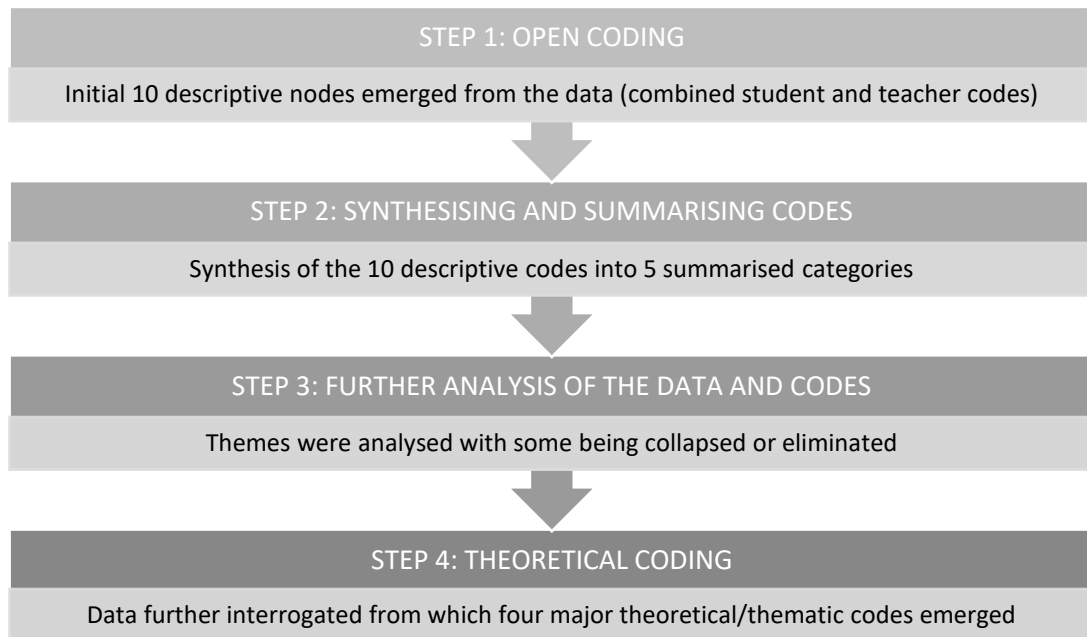 STEP 1: OPEN CODING
Initial 10 descriptive nodes emerged from the data (combined student and teacher codes)
STEP 2: SYNTHESISING AND SUMMARISING CODES
Synthesis of the 10 descriptive codes into 5 summarised categories
STEP 3: FURTHER ANALYSIS OF THE DATA AND CODES
Themes were analysed with some being collapsed or eliminated
STEP 4: THEORETICAL CODING
Data further interrogated from which four major theoretical/thematic codes emerged